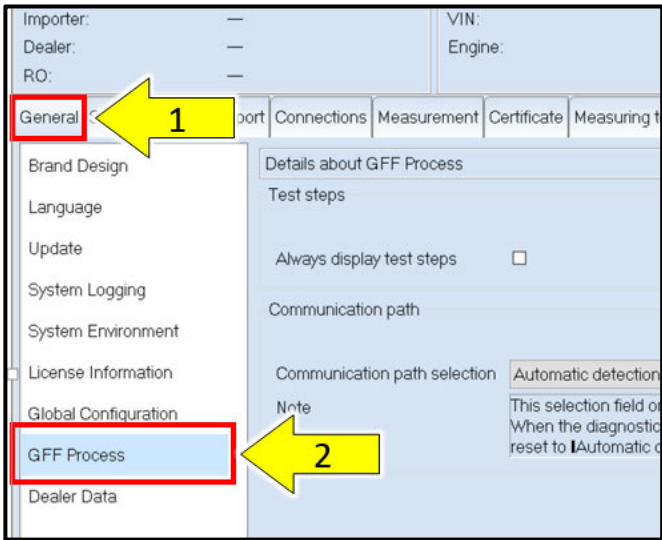 Importer: — VIN:
Dealer: — Engine:
RO: —
General 1 Connections Measurement Certificate Measuring
Brand Design
Language
Update
System Logging
System Environment
License Information
Global Configuration
GFF Process 2
Dealer Data
Details about GFF Process
Test steps
Always display test steps
Communication path
Communication path selection Automatic detection
Note This selection field
When the diagnostic
reset to Automatic